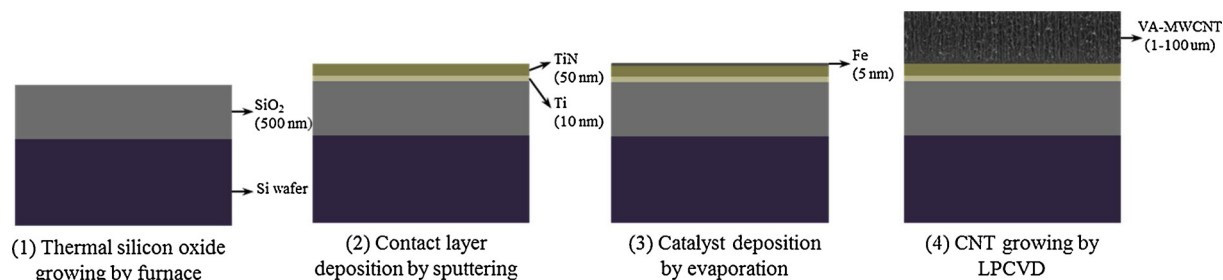 SiO2
(500 nm)
Si wafer
(1) Thermal silicon oxide
growing by furnace
TiN
(50 nm)
Ti
(10 nm)
(2) Contact layer
deposition by sputtering
Fe
(5 nm)
(3) Catalyst deposition
by evaporation
VA-MWCNT
(1-100um)
(4) CNT growing by
LPCVD